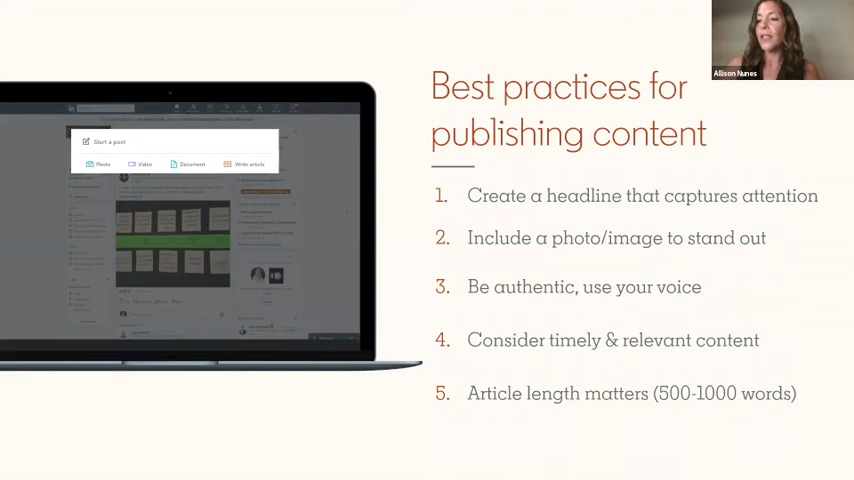 Allison Nunes
Best practices for
publishing content
Start a post
Photo
Video
Document
Write article
1. Create a headline that captures attention
2. Include a photo/image to stand out
3. Be authentic, use your voice
4. Consider timely & relevant content
5. Article length matters (500-1000 words)